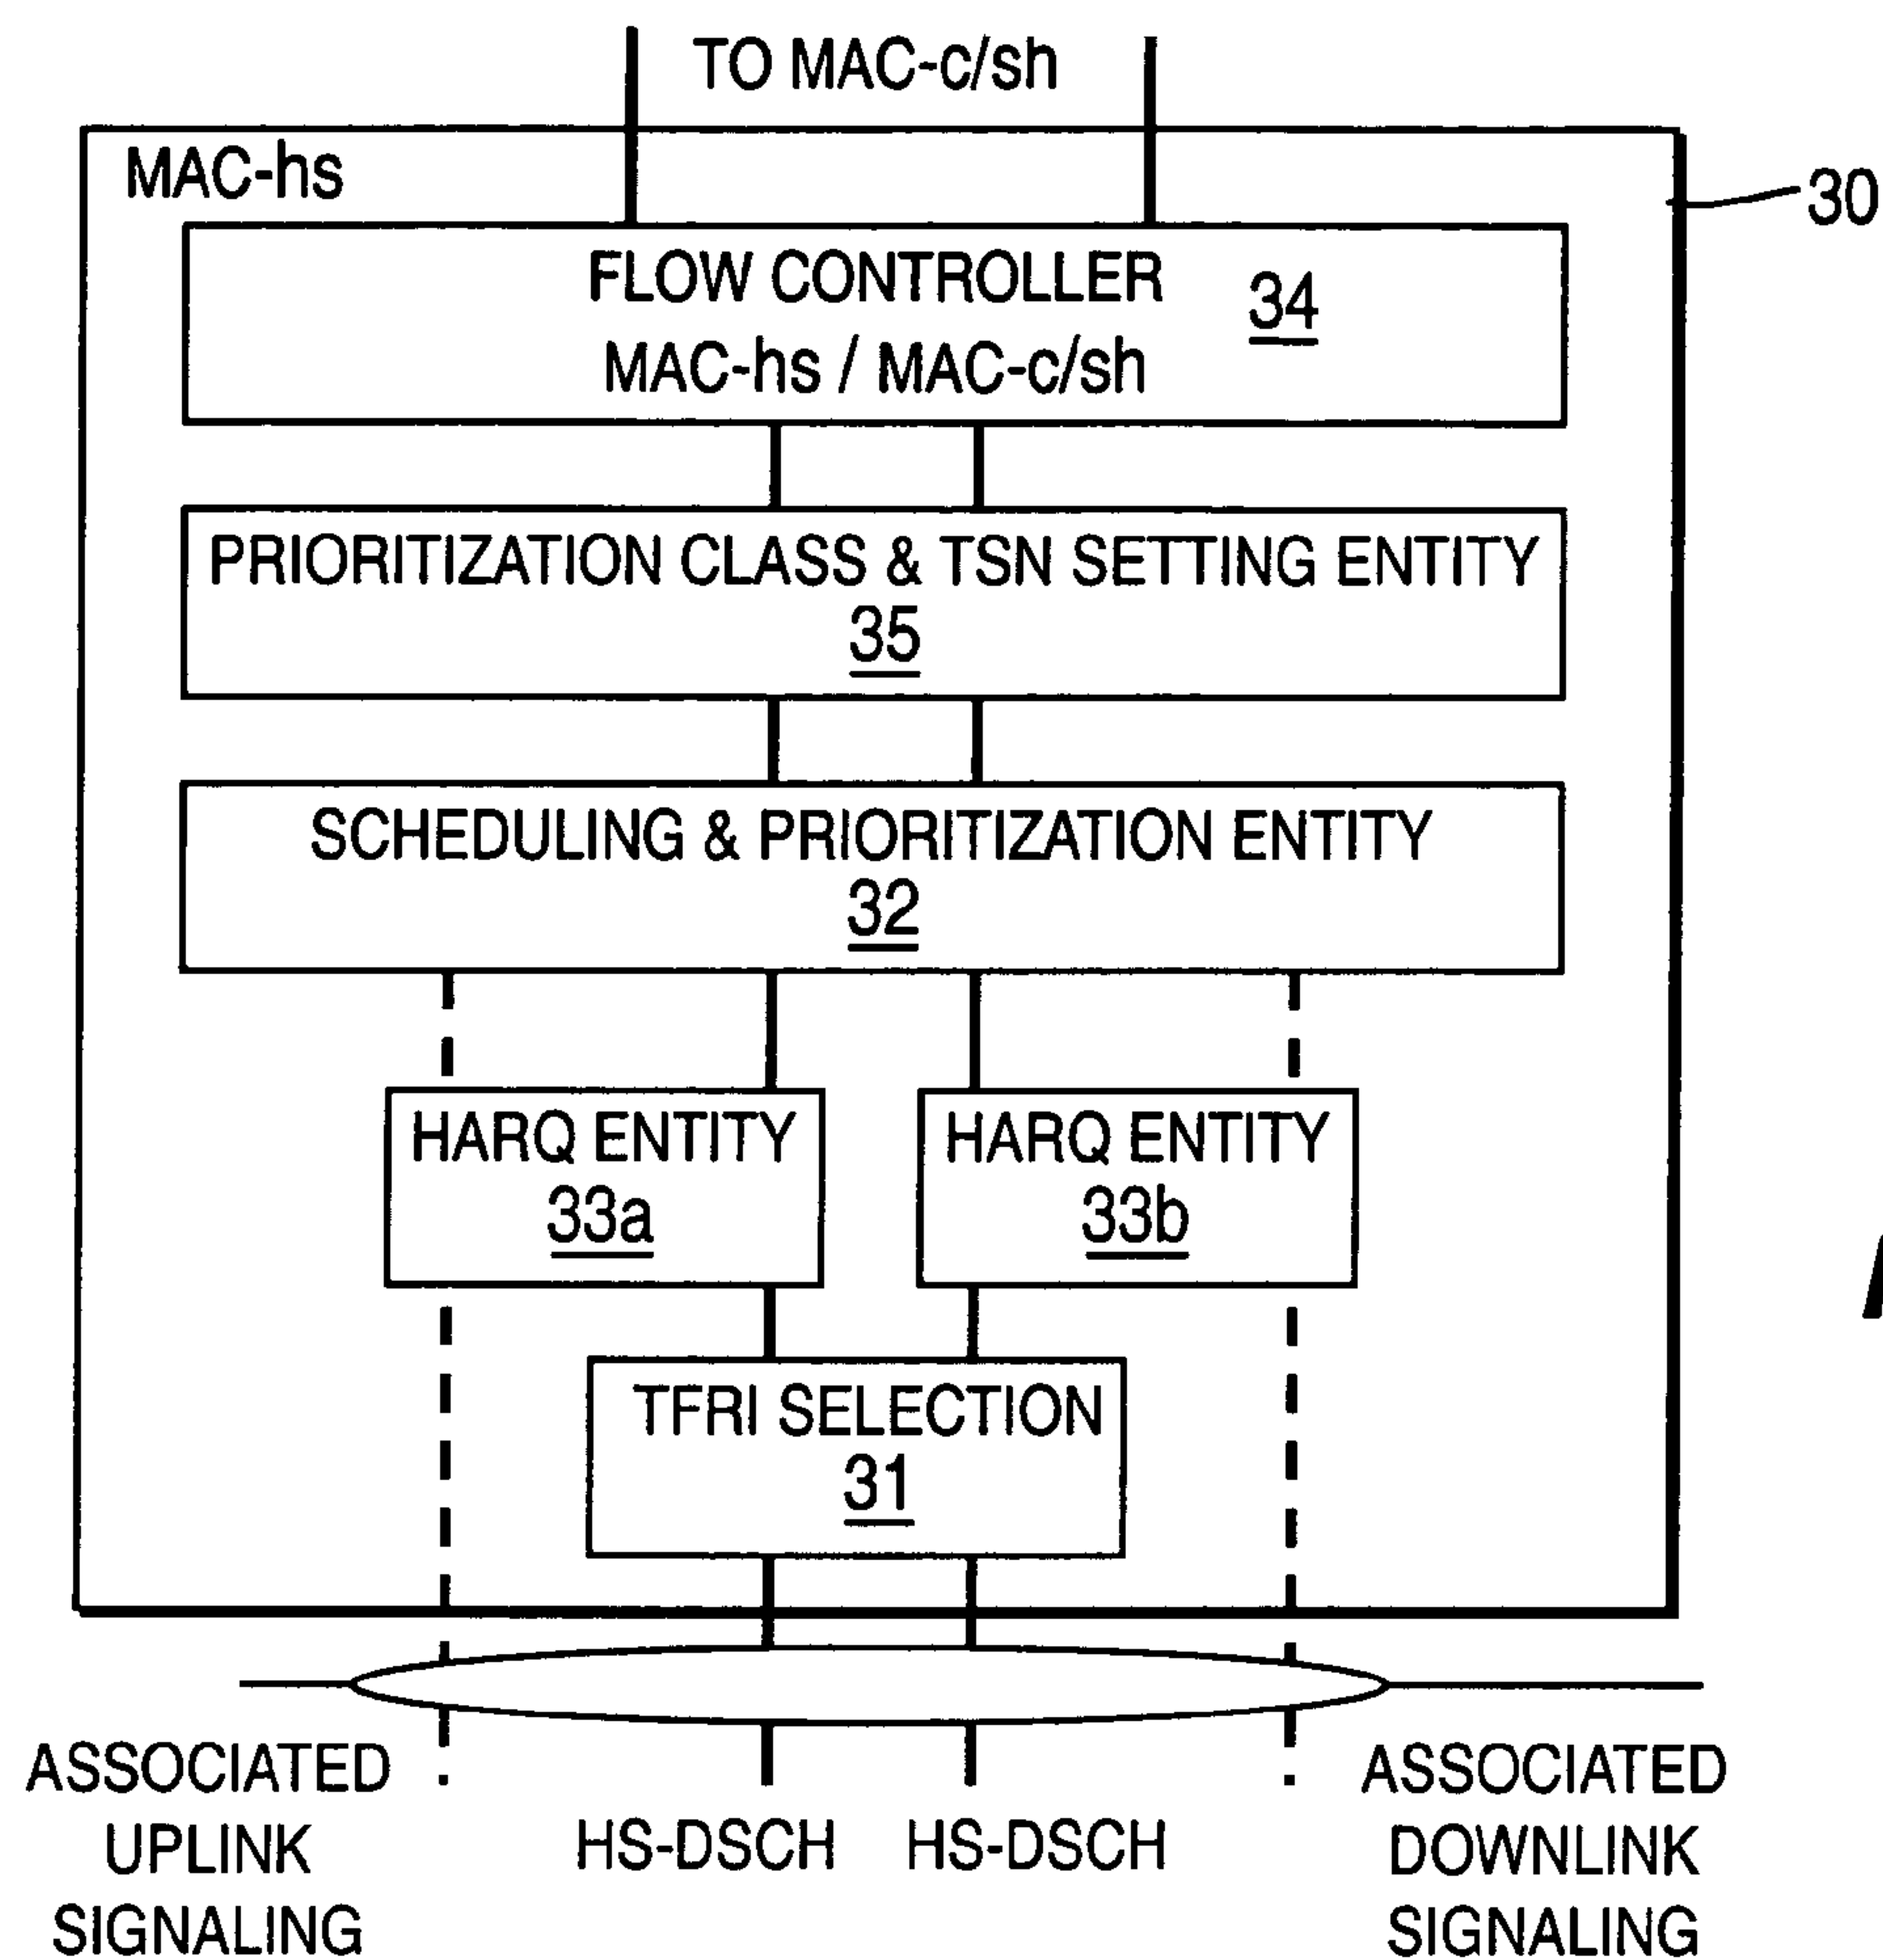 TO MAC-c/sh
MAC-hs
30
FLOW CONTROLLER
34
MAC-hs / MAC-c/sh
PRIORITIZATION CLASS & TSN SETTING ENTITY
35
SCHEDULING & PRIORITIZATION ENTITY
32
HARQ ENTITY
33a
HARQ ENTITY
33b
TFRI SELECTION
31
ASSOCIATED
UPLINK
SIGNALING
HS-DSCH
HS-DSCH
ASSOCIATED
DOWNLINK
SIGNALING